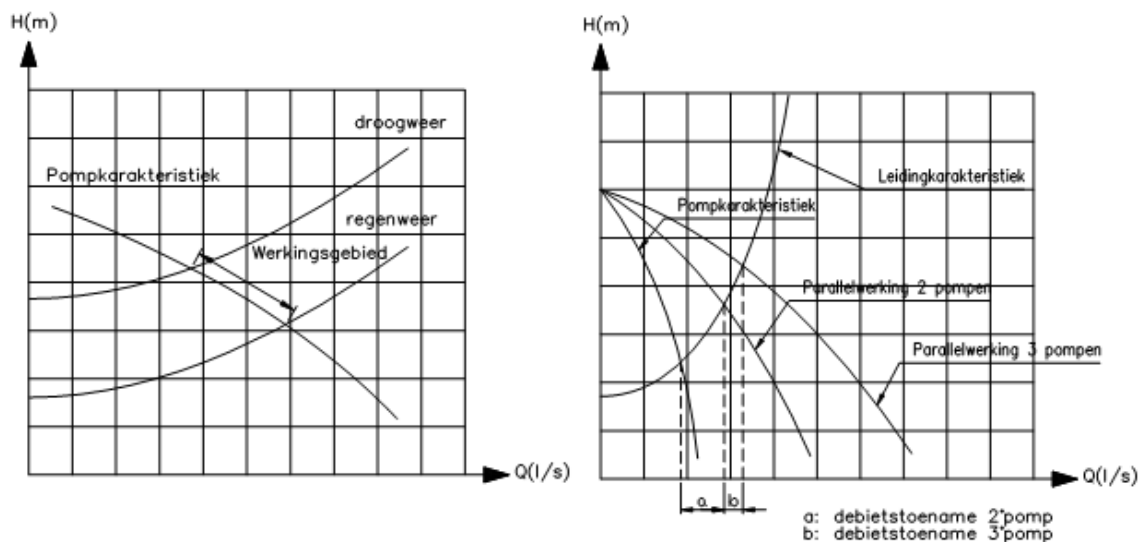 H(m)
droogweer
Pompkarakteristiek
regenweer
Werkingsgebied
Q(l/s)
H(m)
Leidingkarakteristiek
Pompkarakteristiek
Parallelwerking 2 pompen
Parallelwerking 3 pompen
Q(l/s)
a
b
a: debietstoename 2°pomp
b: debietstoename 3°pomp